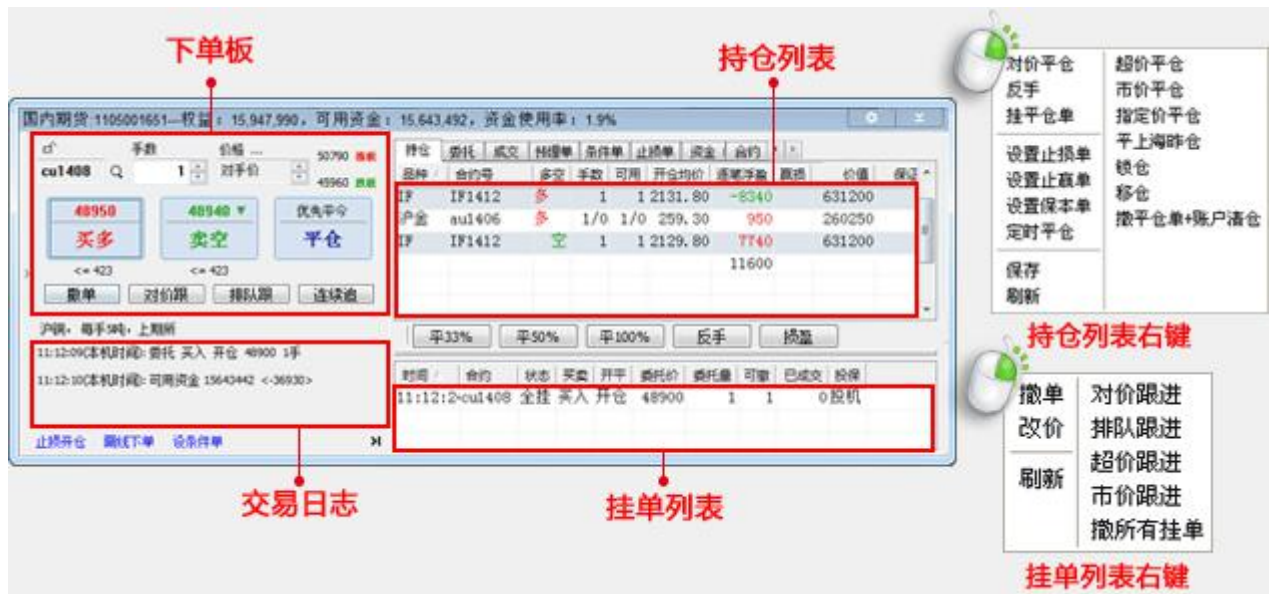 下单板
持仓列表
国内期货:1105001651—权益: 15,947,990, 可用资金: 15,643,492, 资金使用率: 1.9%
手数 价格 ...
cu1408 1 对手价
50790 涨板
45960 跌板
48950 买多
48940 ▼ 卖空
优先平今 平仓
<= 423 <= 423
撤单 对价跟 排队跟 连续追
沪铜, 每手5吨, 上期所
11:12:09(本机时间): 委托 买入 开仓 48900 1手
11:12:10(本机时间): 可用资金 15643442 <-36930>
止损开仓 画线下单 设条件单
持仓 委托 成交 预埋单 条件单 止损单 资金 合约
品种 合约号 多空 手数 可用 开仓均价 逐笔浮盈 赢损 价值 保证
IF IF1412 多 1 1 2131.80 -8340 631200
沪金 au1406 多 1/0 1/0 259.30 950 260250
IF IF1412 空 1 1 2129.80 7740 631200
11600
平33% 平50% 平100% 反手 损盈
时间 合约 状态 买卖 开平 委托价 委托量 可撤 已成交 投保
11:12:2 cu1408 全挂 买入 开仓 48900 1 1 0 投机
交易日志
挂单列表
对价平仓 超价平仓
反手 市价平仓
挂平仓单 指定价平仓
平上海昨仓
设置止损单 锁仓
设置止赢单 移仓
设置保本单 撤平仓单+账户清仓
定时平仓
保存
刷新
持仓列表右键
撤单 对价跟进
改价 排队跟进
超价跟进
刷新 市价跟进
撤所有挂单
挂单列表右键